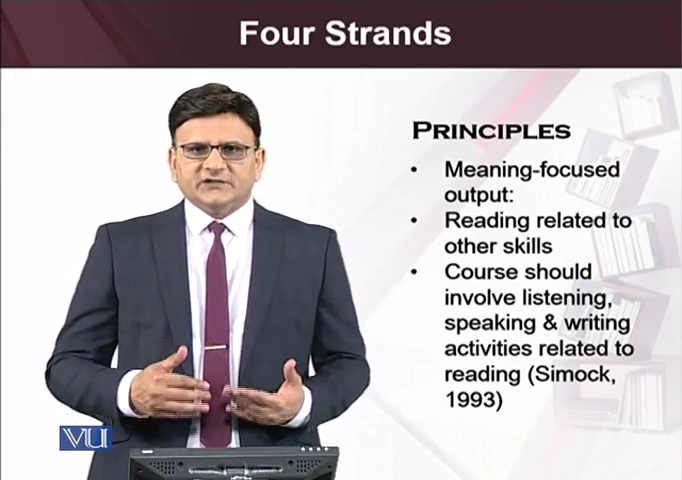 Four Strands
PRINCIPLES
• Meaning-focused
output:
• Reading related to
other skills
• Course should
involve listening,
speaking & writing
activities related to
reading (Simock,
1993)
VU